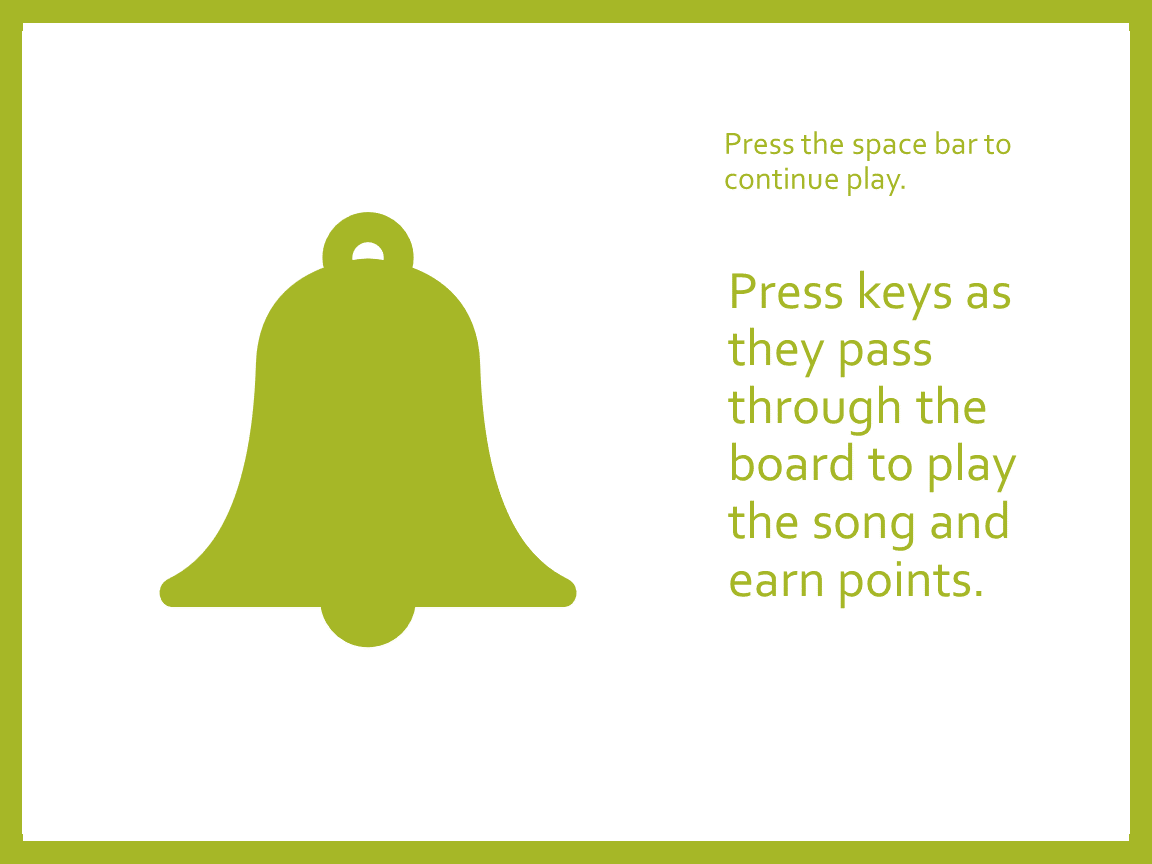 Press the space bar to
continue play.
Press keys as
they pass
through the
board to play
the song and
earn points.